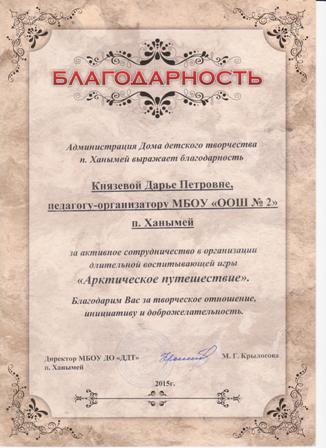 БЛАГОДАРНОСТЬ
Администрация Дома детского творчества
п. Ханымей выражает благодарность
Князевой Дарье Петровне,
педагогу-организатору МБОУ «ООШ № 2»
п. Ханымей
за активное сотрудничество в организации
длительной воспитывающей игры
«Арктическое путешествие».
Благодарим Вас за творческое отношение,
инициативу и доброжелательность.
Директор МБОУ ДО «ДДТ» М. Г. Крылосова
п. Ханымей
2015г.